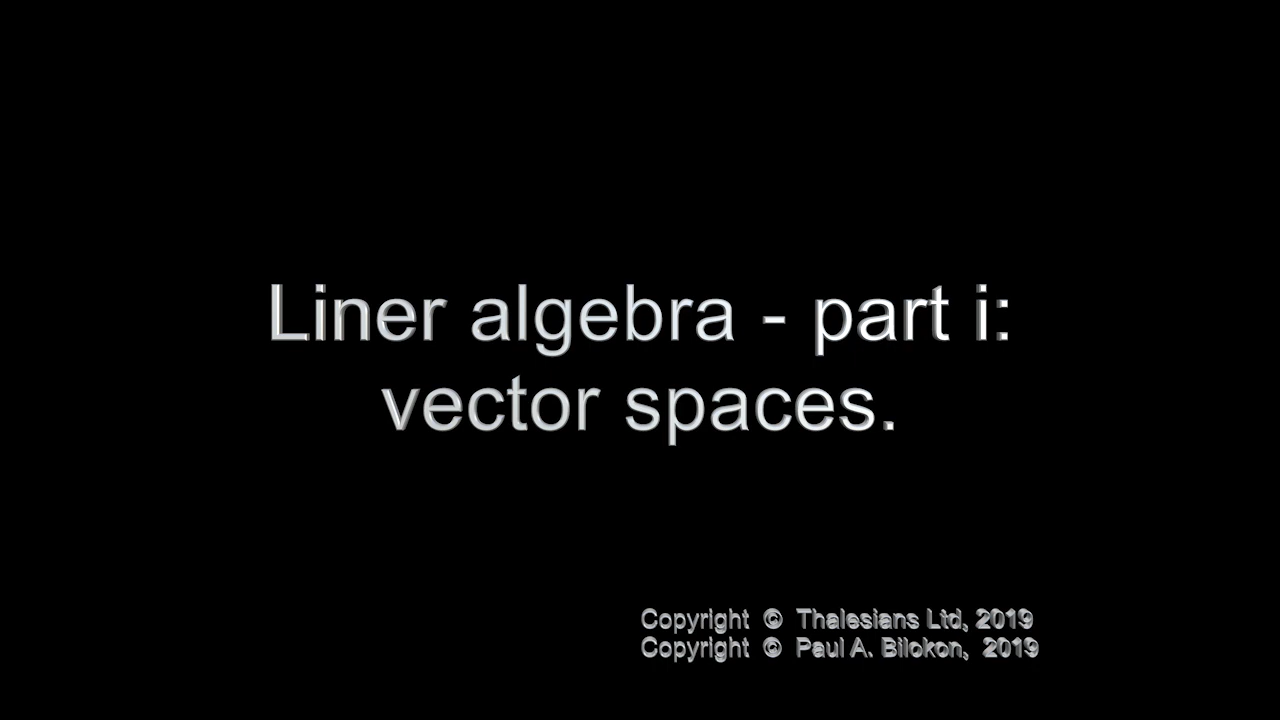 Liner algebra - part i:
vector spaces.
Copyright © Thalesians Ltd, 2019
Copyright © Paul A. Bilokon, 2019